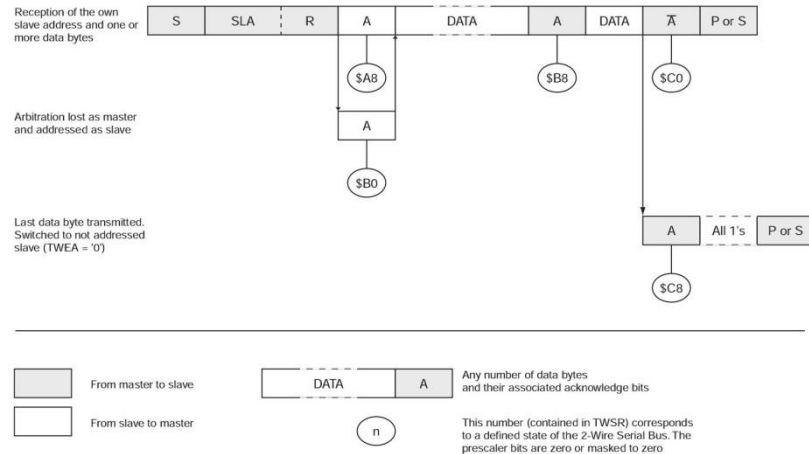 Reception of the own
slave address and one or
more data bytes
S SLA R A DATA A DATA A̅ P or S
$A8 $B8 $C0
Arbitration lost as master
and addressed as slave
A
$B0
Last data byte transmitted.
Switched to not addressed
slave (TWEA = '0')
A All 1's P or S
$C8
From master to slave
DATA A
Any number of data bytes
and their associated acknowledge bits
From slave to master
n
This number (contained in TWSR) corresponds
to a defined state of the 2-Wire Serial Bus. The
prescaler bits are zero or masked to zero